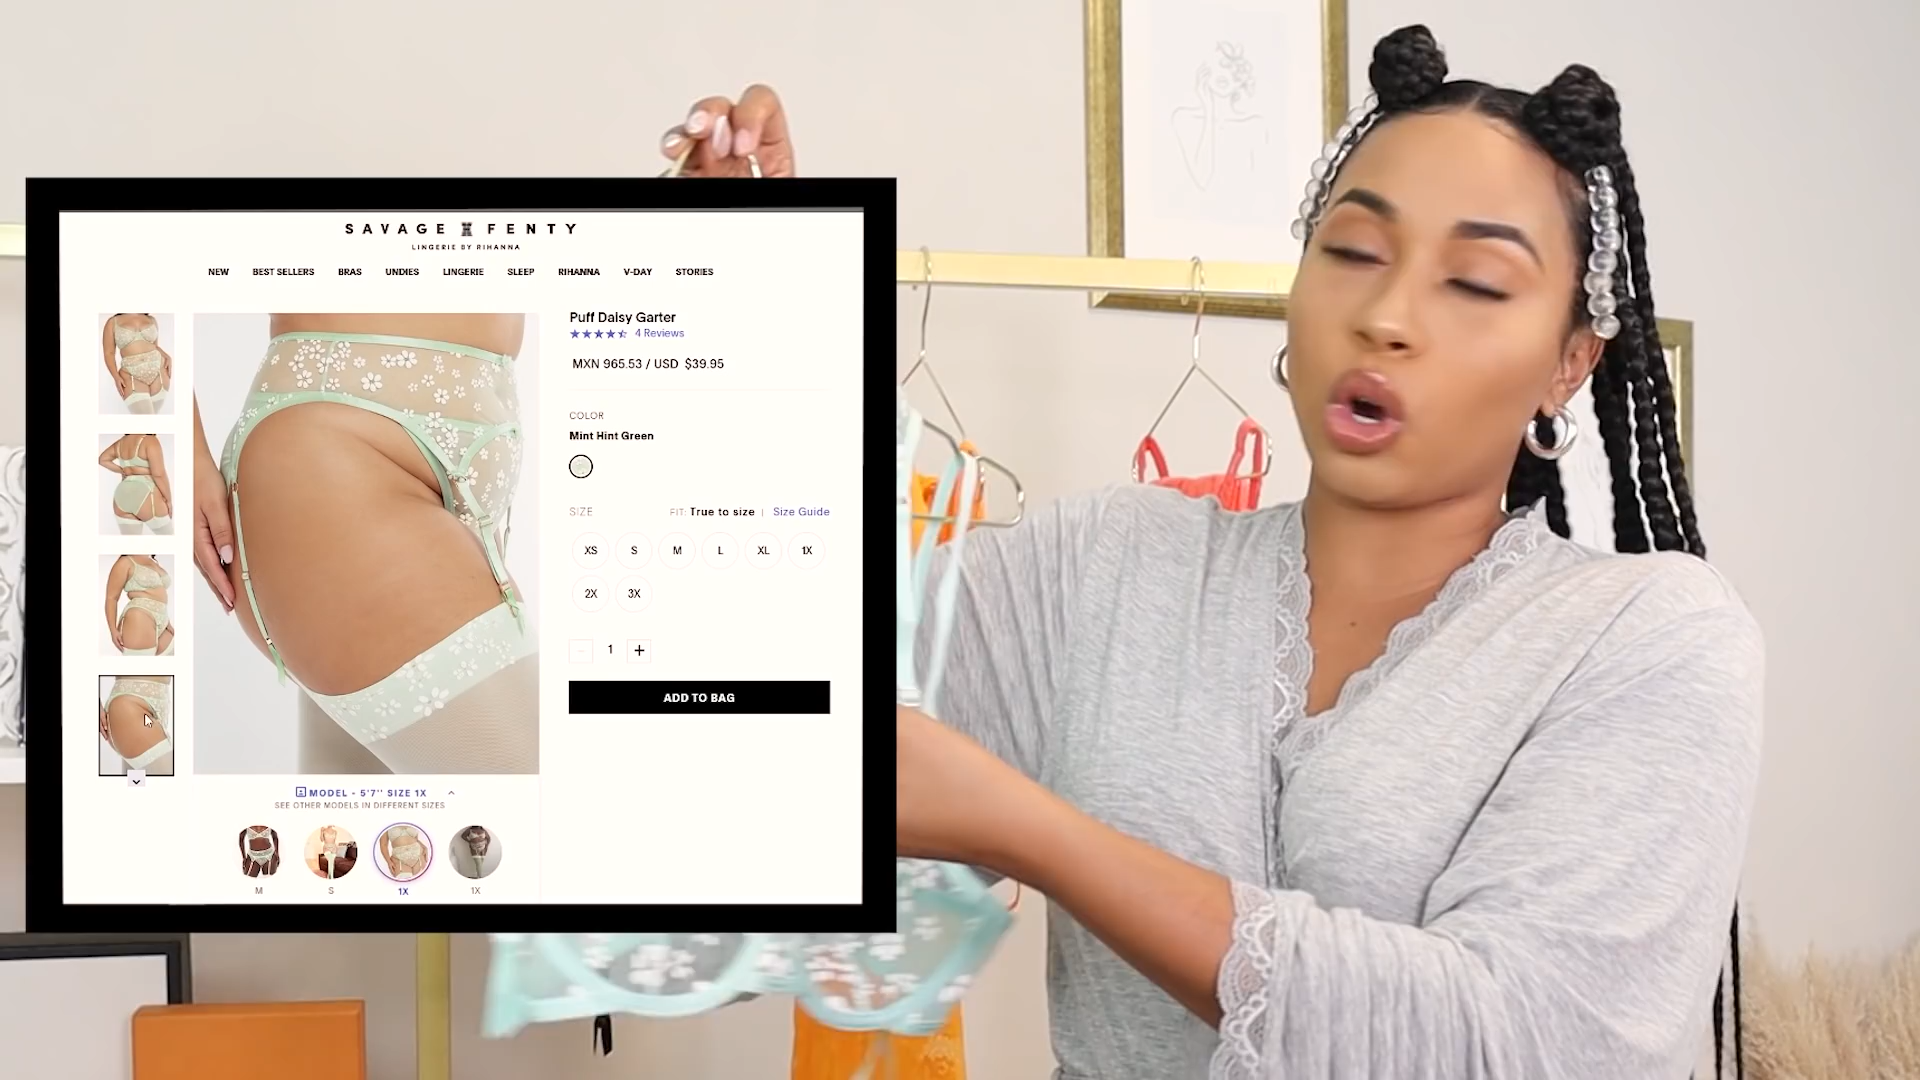 SAVAGE X FENTY
LINGERIE BY RIHANNA
NEW BEST SELLERS BRAS UNDIES LINGERIE SLEEP RIHANNA V-DAY STORIES
Puff Daisy Garter
4 Reviews
MXN 965.53 / USD $39.95
COLOR
Mint Hint Green
SIZE FIT: True to size | Size Guide
XS S M L XL 1X
2X 3X
- 1 +
ADD TO BAG
MODEL - 5'7'' SIZE 1X
SEE OTHER MODELS IN DIFFERENT SIZES
M S 1X 1X